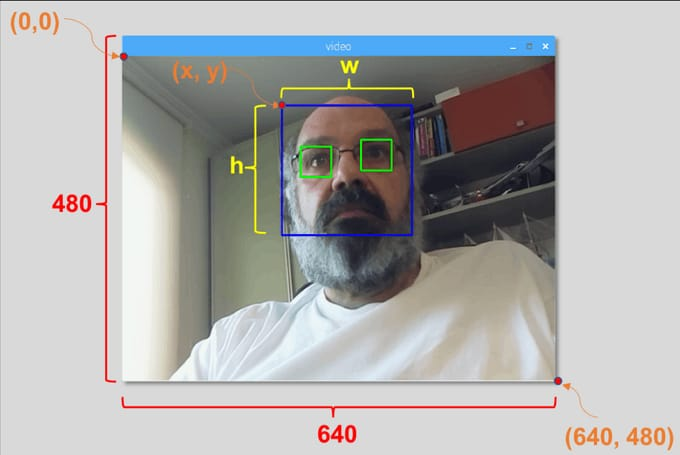 (0,0)
video
(x, y)
w
h
480
640
(640, 480)